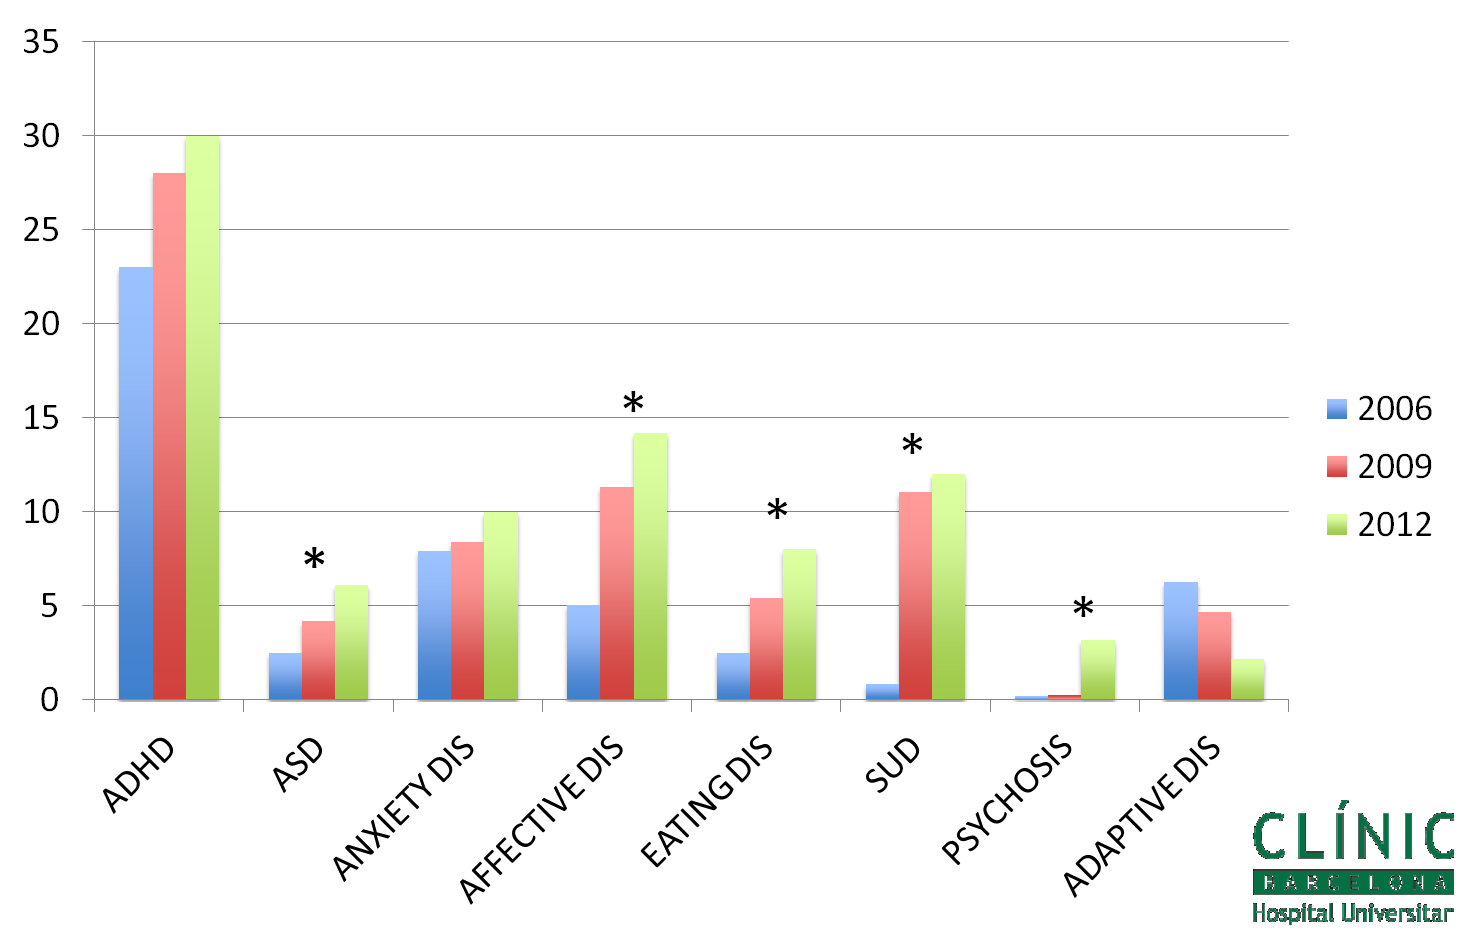 35
30
25
20
15
10
5
0
*
*
*
*
*
ADHD
ASD
ANXIETY DIS
AFFECTIVE DIS
EATING DIS
SUD
PSYCHOSIS
ADAPTIVE DIS
2006
2009
2012
CLÍNIC
BARCELONA
Hospital Universitar